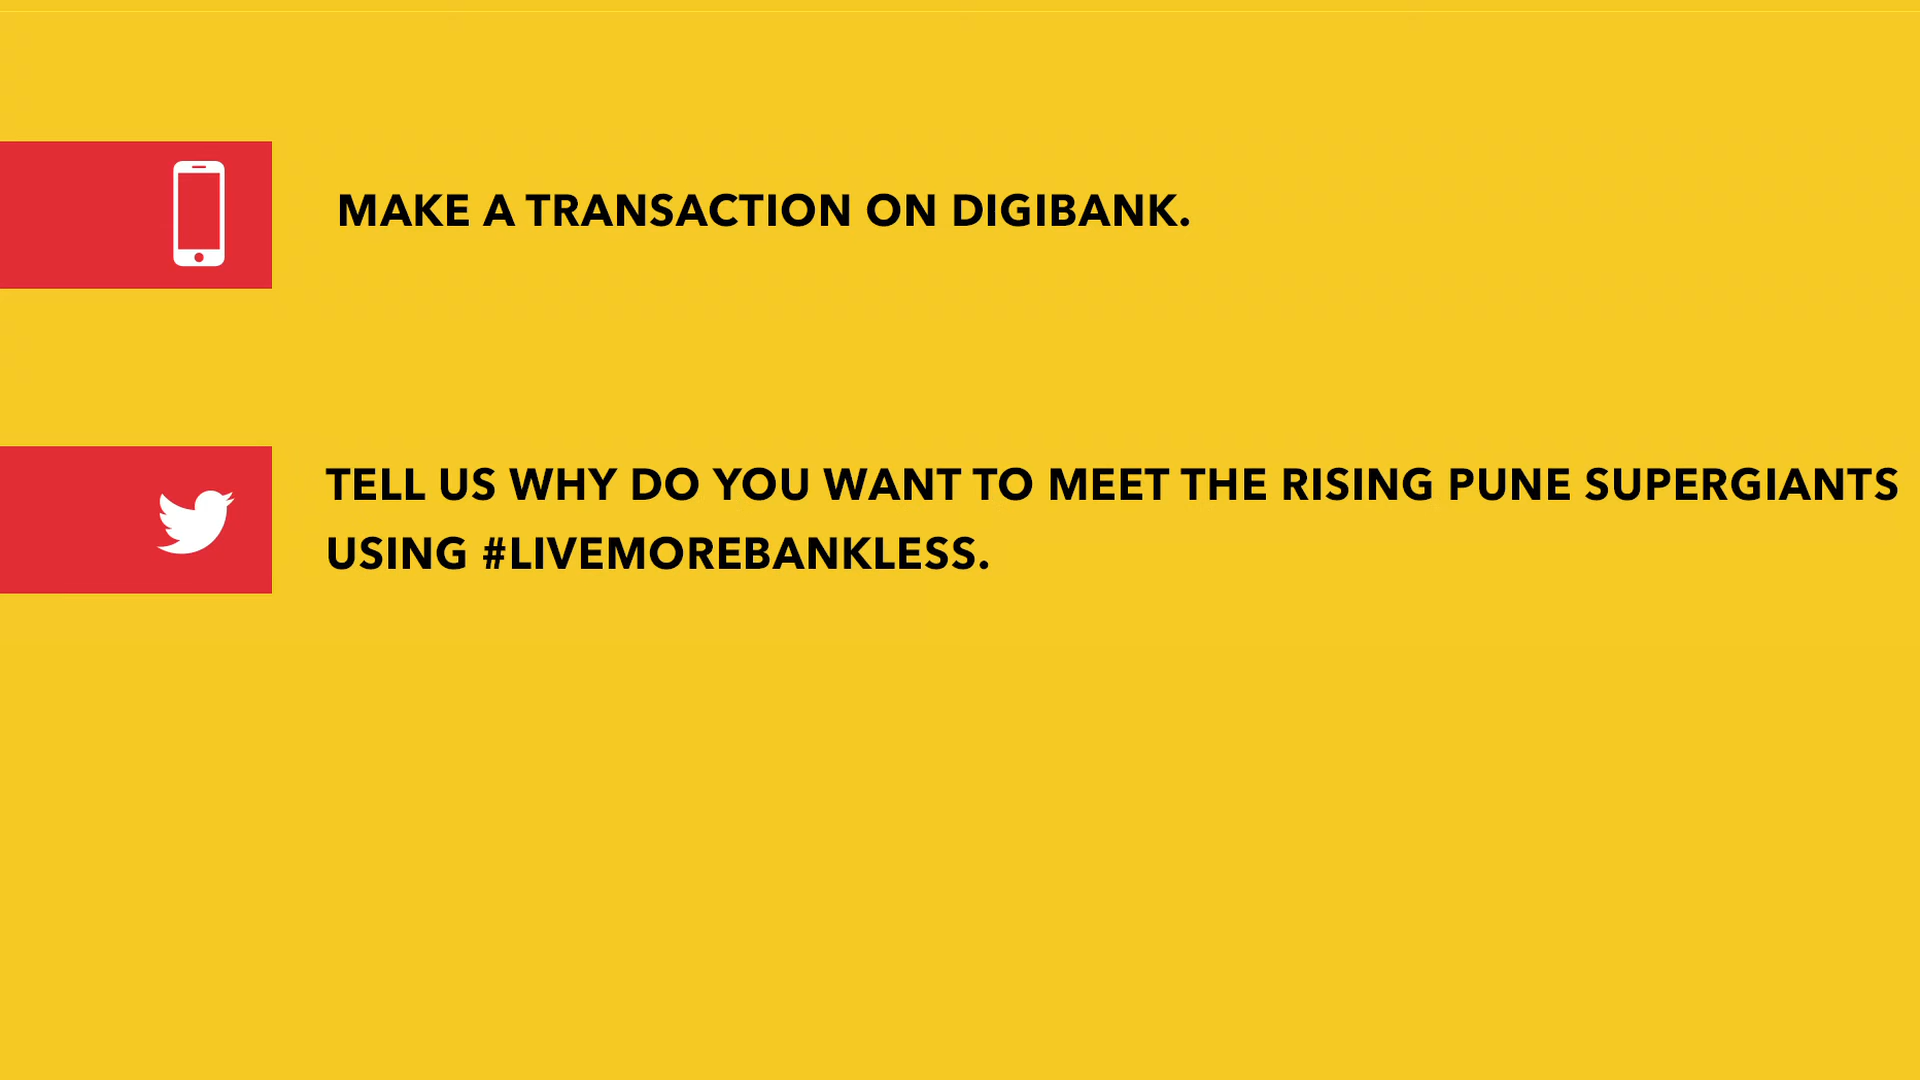 MAKE A TRANSACTION ON DIGIBANK.
TELL US WHY DO YOU WANT TO MEET THE RISING PUNE SUPERGIANTS
USING #LIVEMOREBANKLESS.